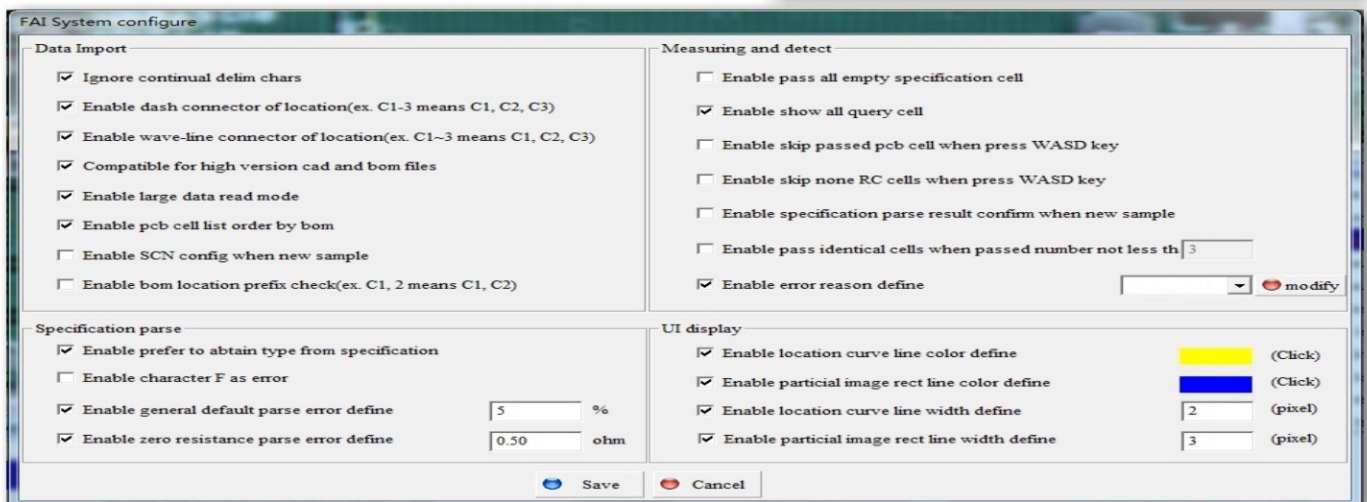 FAI System configure
Data Import
Ignore continual delim chars
Enable dash connector of location(ex. C1-3 means C1, C2, C3)
Enable wave-line connector of location(ex. C1~3 means C1, C2, C3)
Compatible for high version cad and bom files
Enable large data read mode
Enable pcb cell list order by bom
Enable SCN config when new sample
Enable bom location prefix check(ex. C1, 2 means C1, C2)
Measuring and detect
Enable pass all empty specification cell
Enable show all query cell
Enable skip passed pcb cell when press WASD key
Enable skip none RC cells when press WASD key
Enable specification parse result confirm when new sample
Enable pass identical cells when passed number not less th. 3
Enable error reason define modify
Specification parse
Enable prefer to abtain type from specification
Enable character F as error
Enable general default parse error define 5 %
Enable zero resistance parse error define 0.50 ohm
UI display
Enable location curve line color define (Click)
Enable particial image rect line color define (Click)
Enable location curve line width define 2 (pixel)
Enable particial image rect line width define 3 (pixel)
Save Cancel